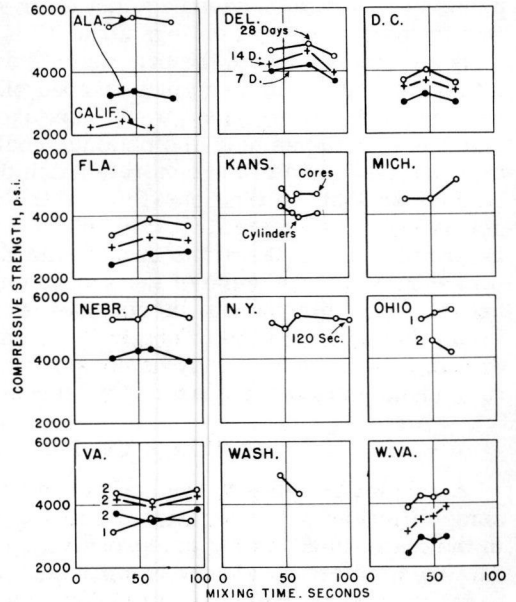 ALA.
CALIF.
6000
4000
2000
DEL.
28 Days
14 D.
7 D.
D. C.
FLA.
6000
4000
2000
KANS.
Cores
Cylinders
MICH.
COMPRESSIVE STRENGTH, p.s.i.
NEBR.
6000
4000
2000
N. Y.
120 Sec.
OHIO
1
2
VA.
6000
4000
2000
2
2
2
1
WASH.
W. VA.
0 50 100
0 50 100
0 50 100
MIXING TIME, SECONDS